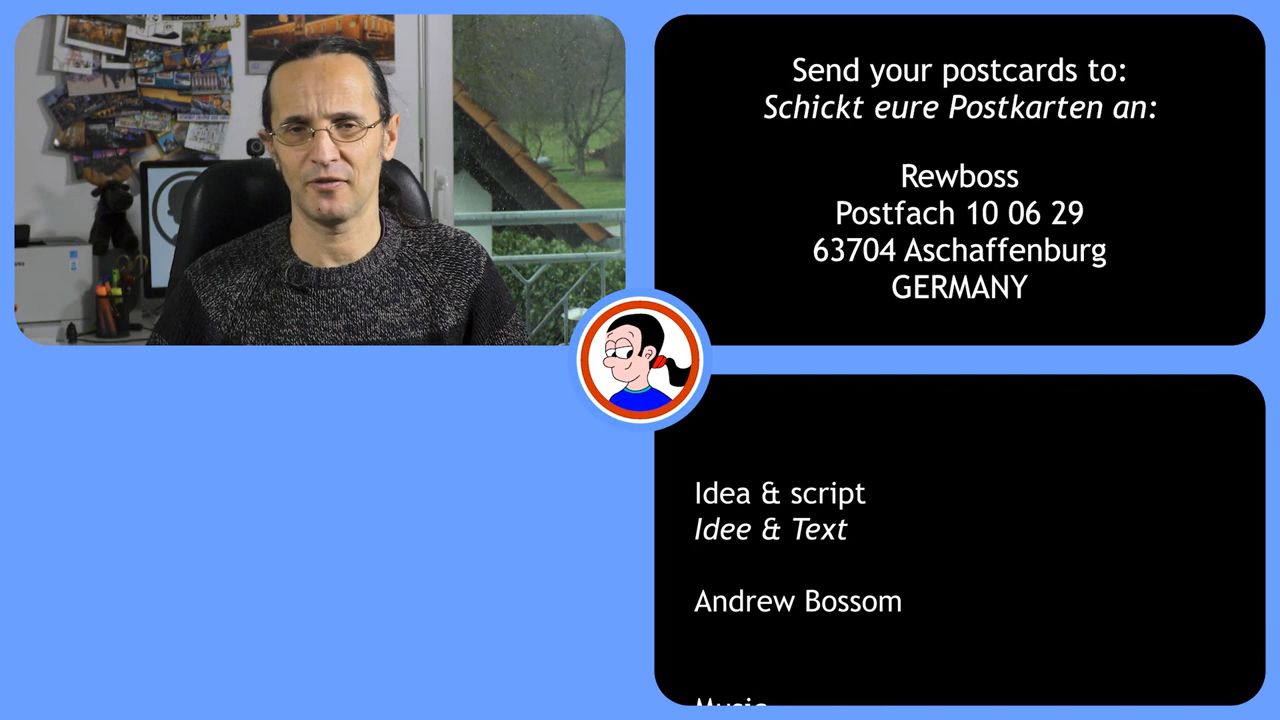 Send your postcards to:
Schickt eure Postkarten an:
Rewboss
Postfach 10 06 29
63704 Aschaffenburg
GERMANY
Idea & script
Idee & Text
Andrew Bossom
Music